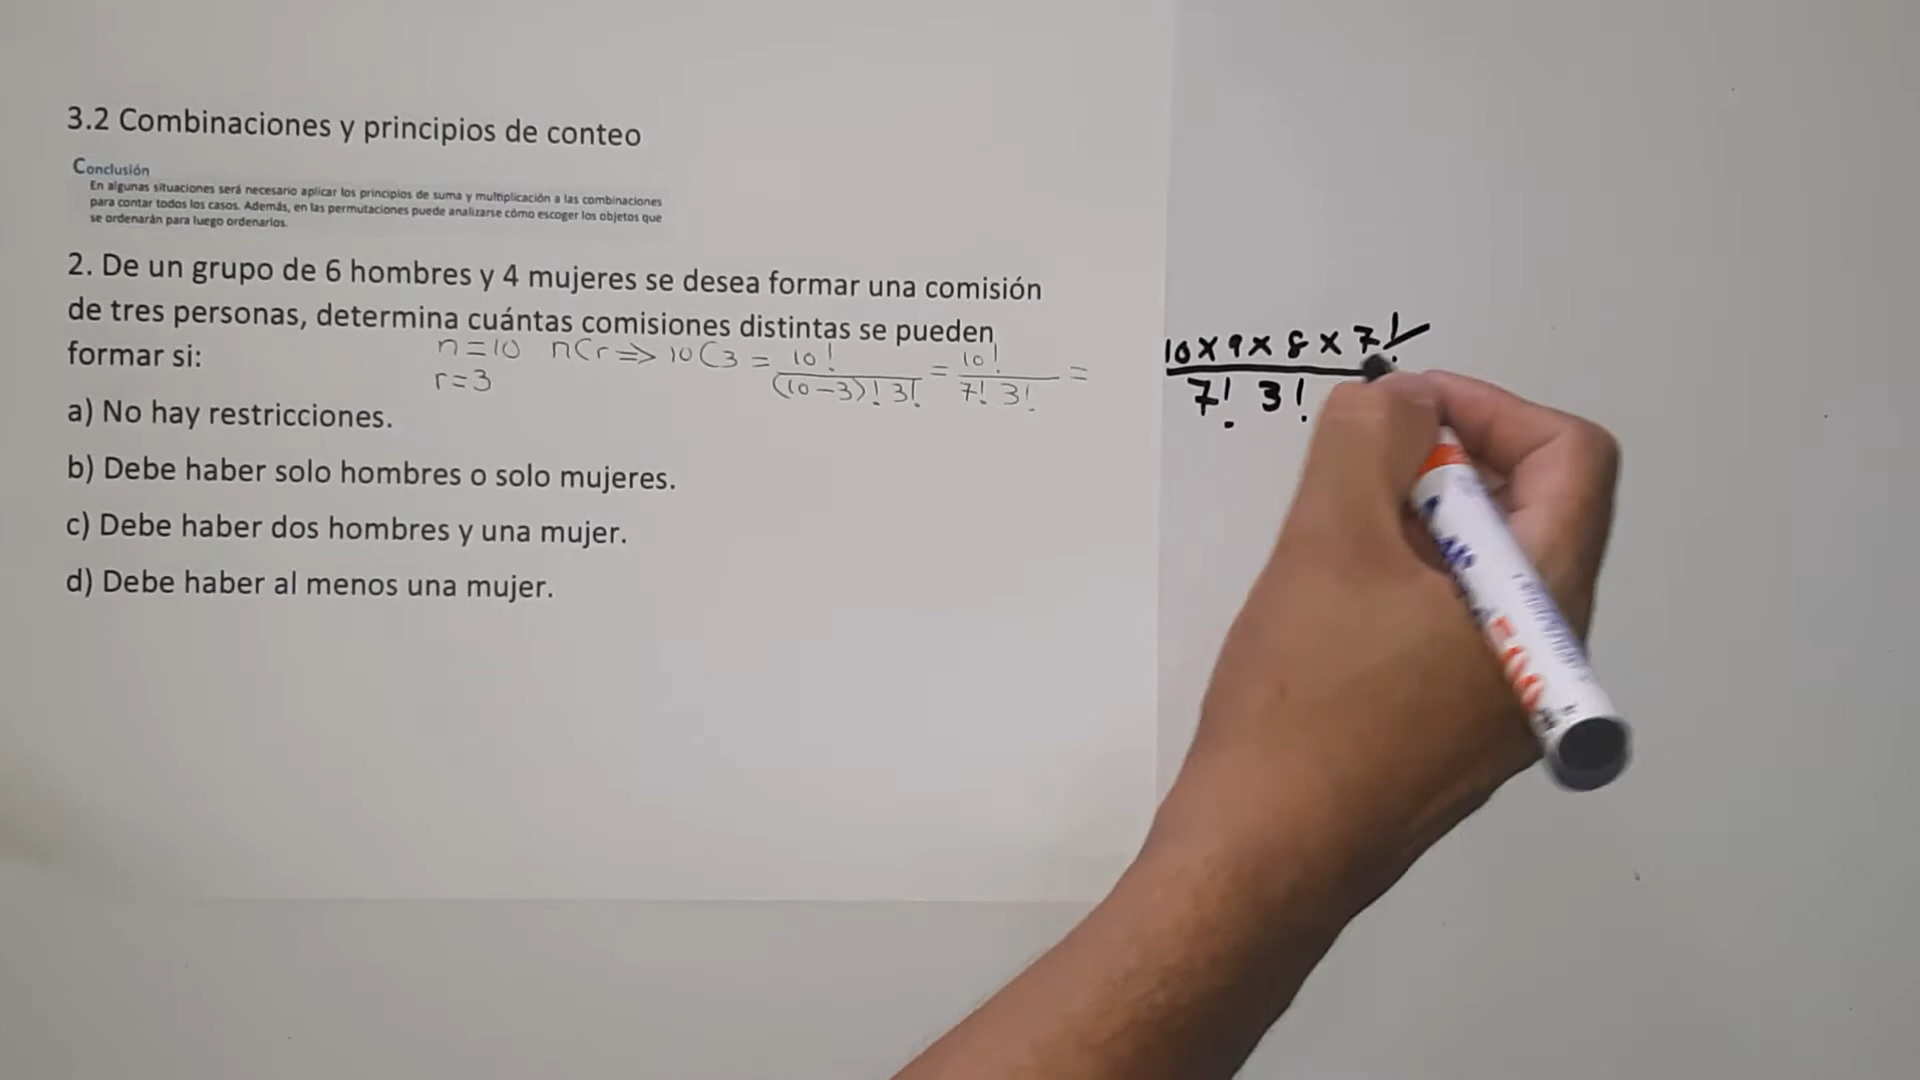 3.2 Combinaciones y principios de conteo
Conclusión
En algunas situaciones será necesario aplicar los principios de suma y multiplicación a las combinaciones
para contar todos los casos. Además, en las permutaciones puede analizarse cómo escoger los objetos que
se ordenarán para luego ordenarlos.
2. De un grupo de 6 hombres y 4 mujeres se desea formar una comisión
de tres personas, determina cuántas comisiones distintas se pueden
formar si:
n=10 nCr => 10C3 = 10! / (10-3)! 3! = 10! / 7! 3! =
r=3
10 x 9 x 8 x 7!
7! 3!
a) No hay restricciones.
b) Debe haber solo hombres o solo mujeres.
c) Debe haber dos hombres y una mujer.
d) Debe haber al menos una mujer.